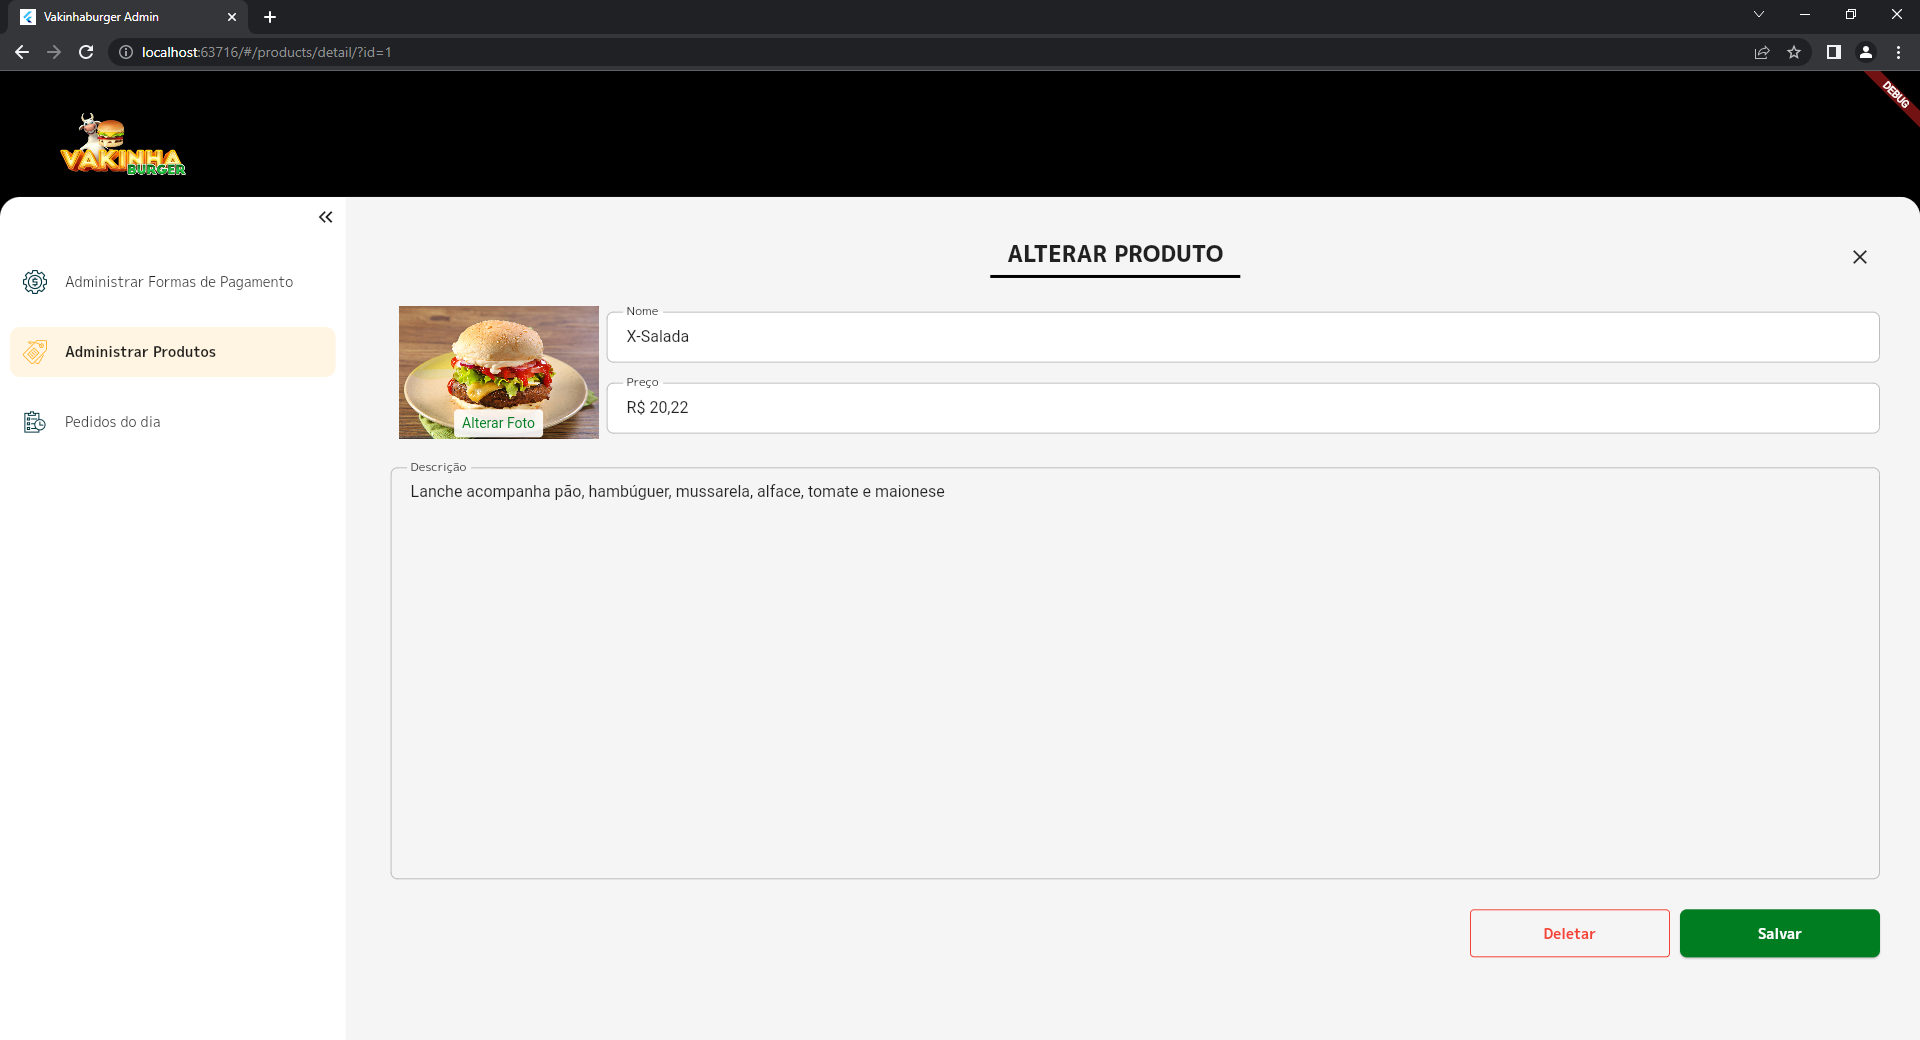 Vakinhaburger Admin
localhost:63716/#/products/detail/?id=1
DEBUG
VAKINHA
BURGER
ALTERAR PRODUTO
Administrar Formas de Pagamento
Administrar Produtos
Pedidos do dia
Nome
X-Salada
Preço
R$ 20,22
Alterar Foto
Descrição
Lanche acompanha pão, hambúguer, mussarela, alface, tomate e maionese
Deletar
Salvar